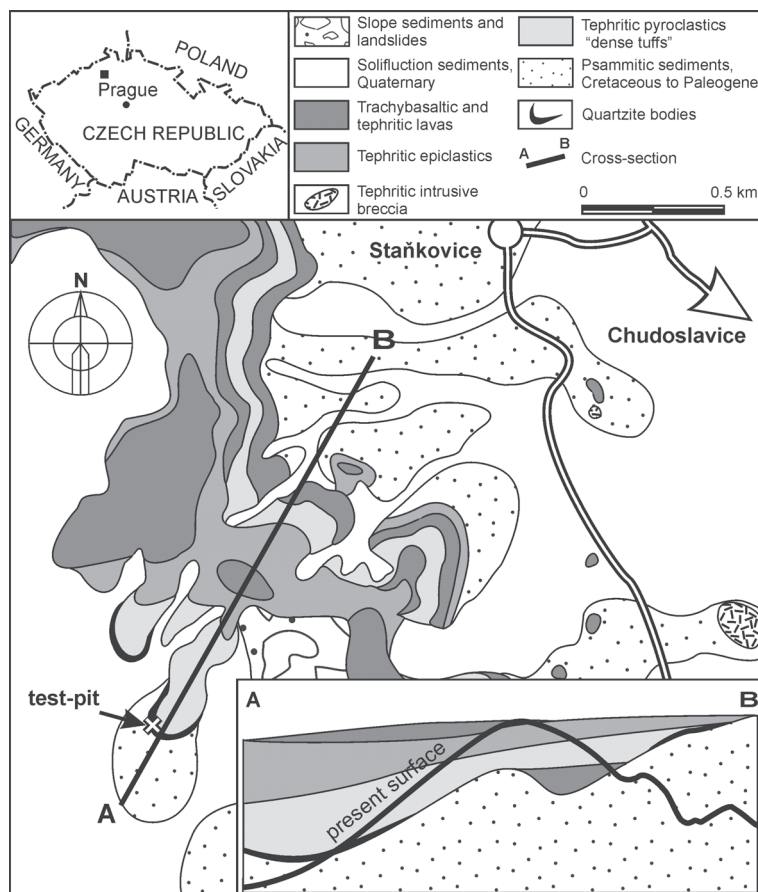 POLAND
Prague
CZECH REPUBLIC
GERMANY
AUSTRIA
SLOVAKIA
Slope sediments and
landslides
Solifluction sediments,
Quaternary
Trachybasaltic and
tephritic lavas
Tephritic epiclastics
Tephritic intrusive
breccia
Tephritic pyroclastics
"dense tuffs"
Psammitic sediments,
Cretaceous to Paleogene
Quartzite bodies
A B
Cross-section
0 0.5 km
Staňkovice
N
Chudoslavice
B
test-pit
A
A B
present surface